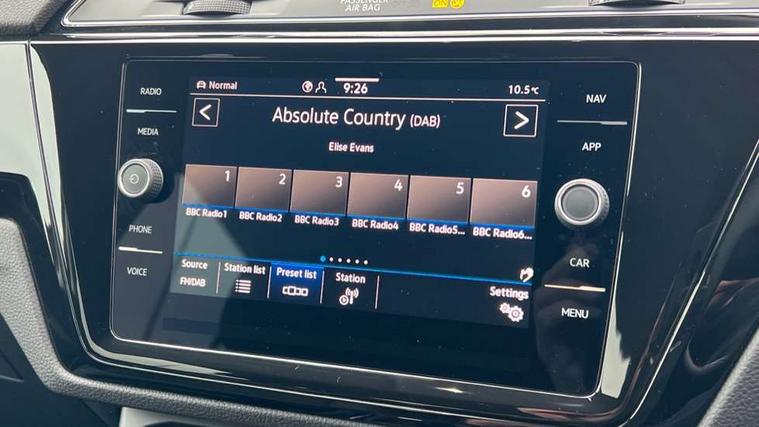 PASSENGER
AIR BAG
ON
RADIO
MEDIA
PHONE
VOICE
Normal
9:26
10.5°C
<
Absolute Country (DAB)
>
Elise Evans
1
2
3
4
5
6
BBC Radio1
BBC Radio2
BBC Radio3
BBC Radio4
BBC Radio5...
BBC Radio6...
Source
FM/DAB
Station list
Preset list
Station
Settings
NAV
APP
CAR
MENU